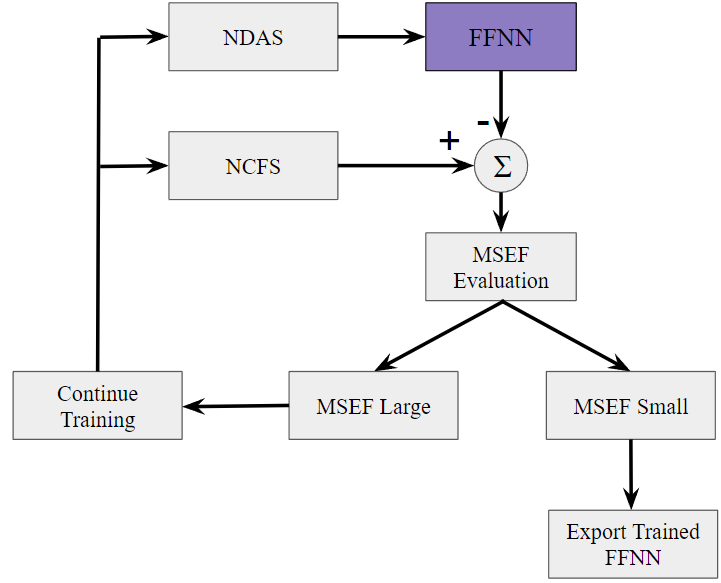 NDAS
FFNN
-
+
NCFS
Σ
MSEF
Evaluation
Continue
Training
MSEF Large
MSEF Small
Export Trained
FFNN